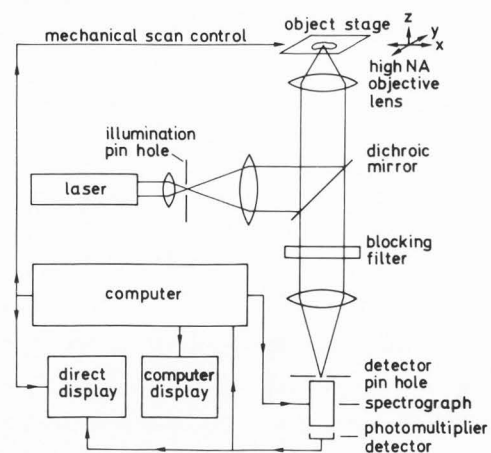 object stage
mechanical scan control
z
y
x
high NA
objective
lens
illumination
pin hole
dichroic
mirror
laser
blocking
filter
computer
detector
pin hole
direct
display
computer
display
spectrograph
photomultiplier
detector